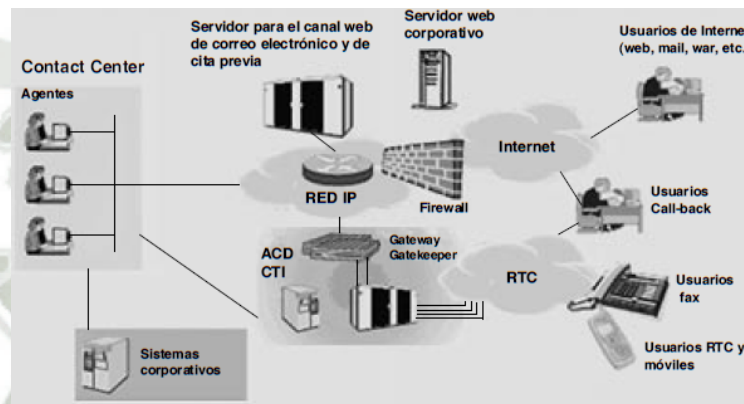 Servidor para el canal web
de correo electrónico y de
cita previa
Servidor web
corporativo
Usuarios de Internet
(web, mail, war, etc.
Contact Center
Agentes
Internet
RED IP
Firewall
Usuarios
Call-back
ACD
CTI
Gateway
Gatekeeper
RTC
Usuarios
fax
Sistemas
corporativos
Usuarios RTC y
móviles